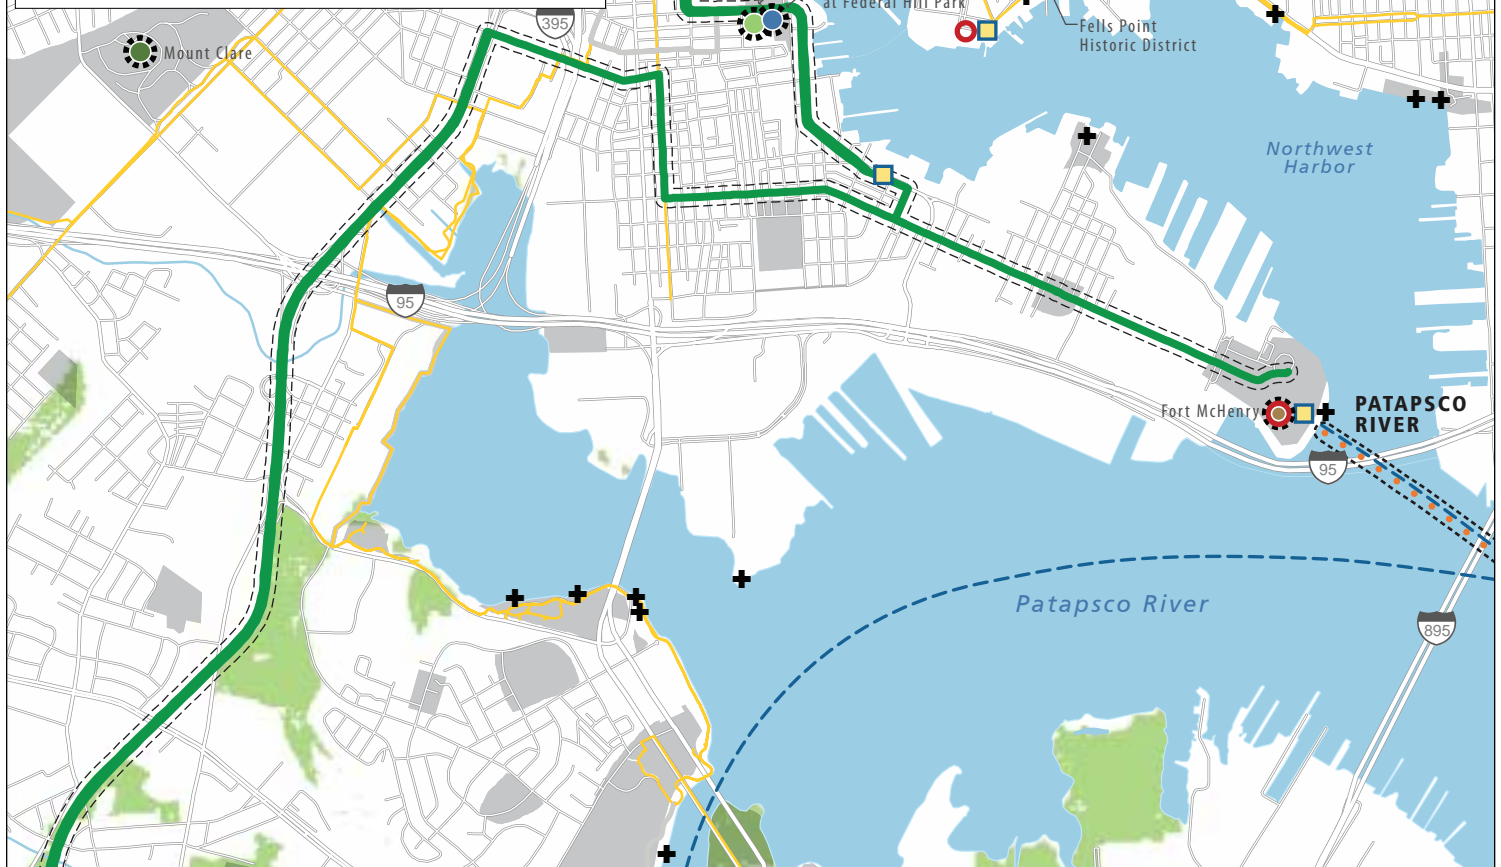 at Federal Hill Park
395
Fells Point
Historic District
Mount Clare
Northwest
Harbor
95
Fort McHenry
PATAPSCO
RIVER
95
Patapsco River
895